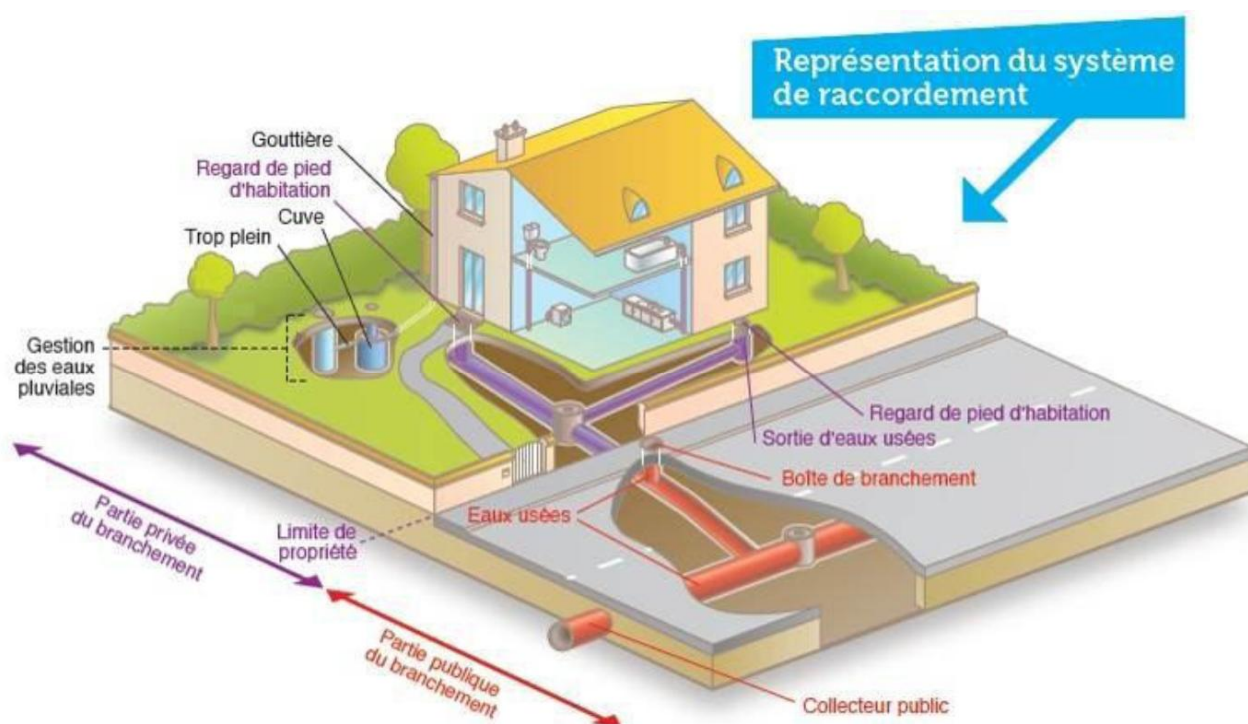 Représentation du système
de raccordement
Gouttière
Regard de pied
d'habitation
Cuve
Trop plein
Gestion
des eaux
pluviales
Regard de pied d'habitation
Sortie d'eaux usées
Boîte de branchement
Eaux usées
Limite de
propriété
Partie privée
du branchement
Partie publique
du branchement
Collecteur public